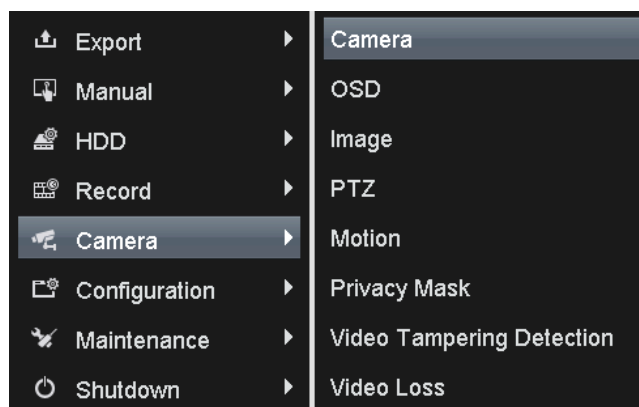 Export
Manual
HDD
Record
Camera
Configuration
Maintenance
Shutdown
Camera
OSD
Image
PTZ
Motion
Privacy Mask
Video Tampering Detection
Video Loss